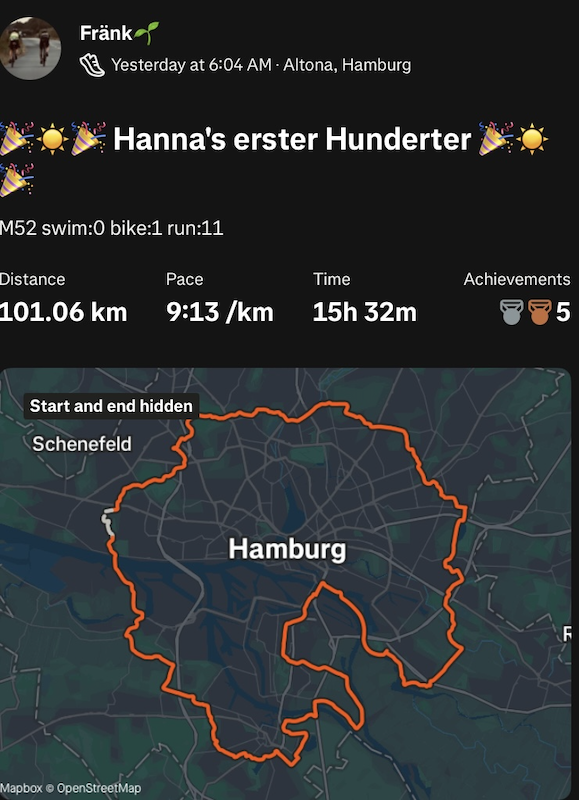 Fränk🌱
Yesterday at 6:04 AM · Altona, Hamburg
🎉☀️🎉 Hanna's erster Hunderter 🎉☀️
🎉
M52 swim:0 bike:1 run:11
Distance Pace Time Achievements
101.06 km 9:13 /km 15h 32m 5
Start and end hidden
Schenefeld
Hamburg
R
Mapbox © OpenStreetMap